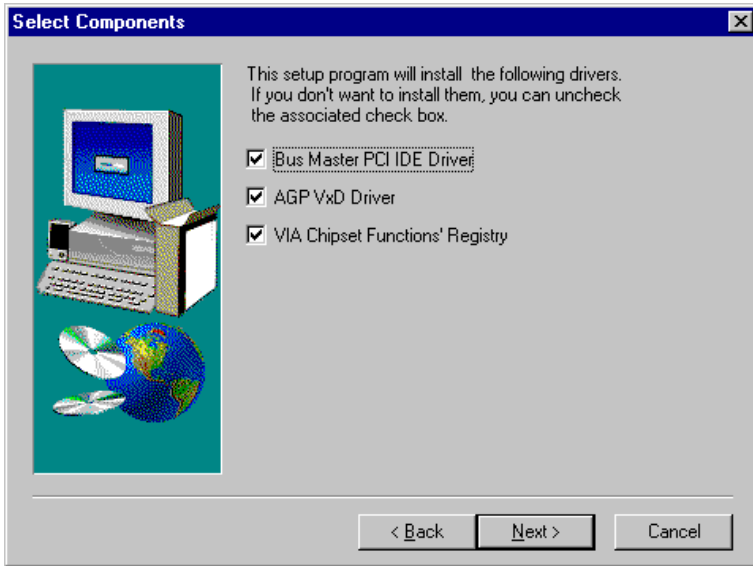 Select Components
This setup program will install  the following drivers.
If you don't want to install them, you can uncheck
the associated check box.
Bus Master PCI IDE Driver
AGP VxD Driver
VIA Chipset Functions' Registry
< Back
Next >
Cancel